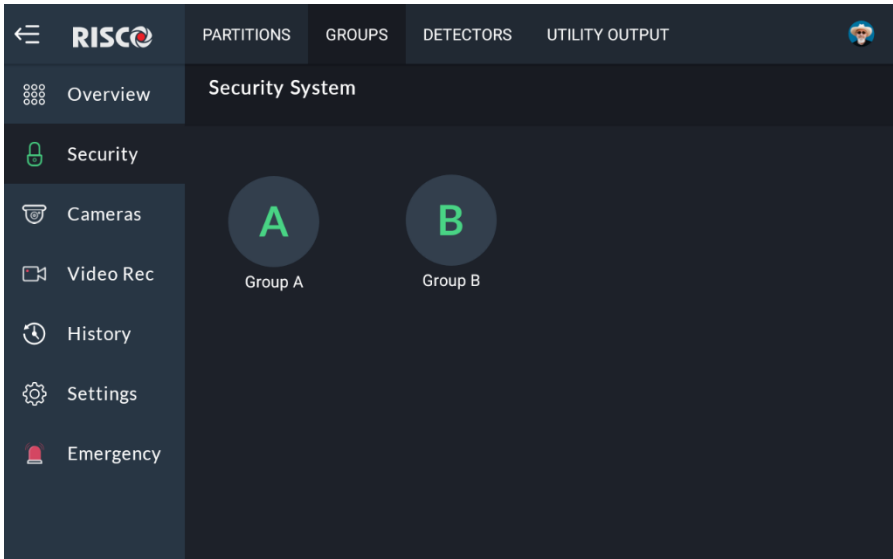 RISCO
PARTITIONS GROUPS DETECTORS UTILITY OUTPUT
Overview
Security
Cameras
Video Rec
History
Settings
Emergency
Security System
A
Group A
B
Group B